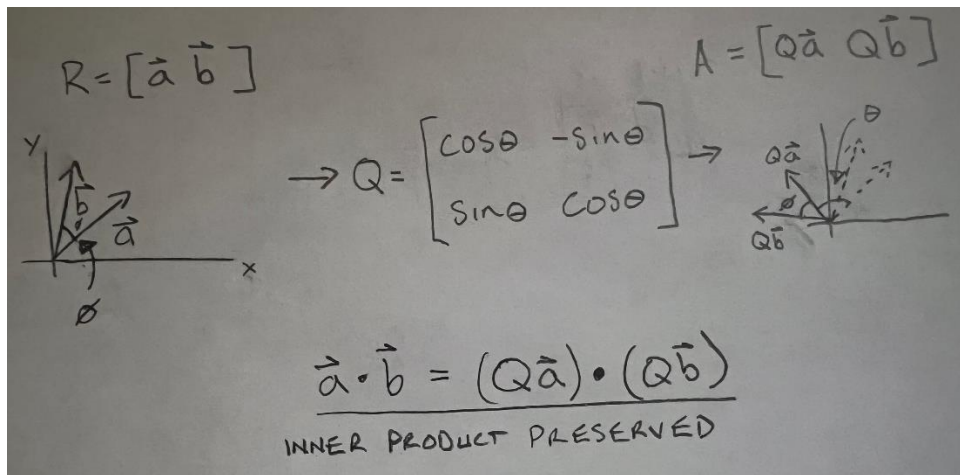 R = [a⃗ b⃗]
A = [Qa⃗ Qb⃗]
y
b⃗
a⃗
x
ø
→ Q = [cosθ -sinθ
sinθ cosθ] →
θ
Qa⃗
ø
Qb⃗
a⃗ · b⃗ = (Qa⃗) · (Qb⃗)
INNER PRODUCT PRESERVED